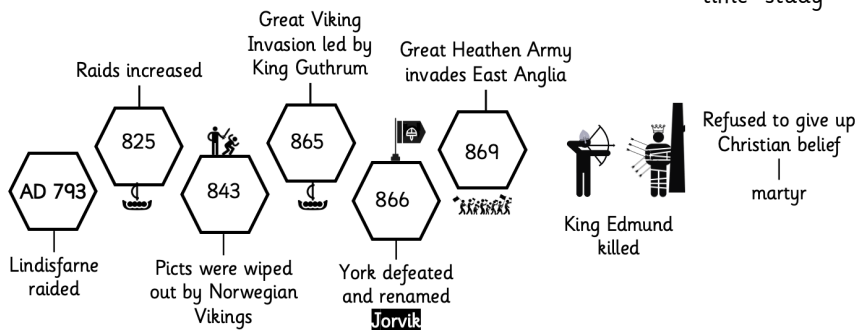 time study
Raids increased
Great Viking
Invasion led by
King Guthrum
Great Heathen Army
invades East Anglia
AD 793
825
843
865
866
869
Lindisfarne
raided
Picts were wiped
out by Norwegian
Vikings
York defeated
and renamed
Jorvik
King Edmund
killed
Refused to give up
Christian belief
martyr